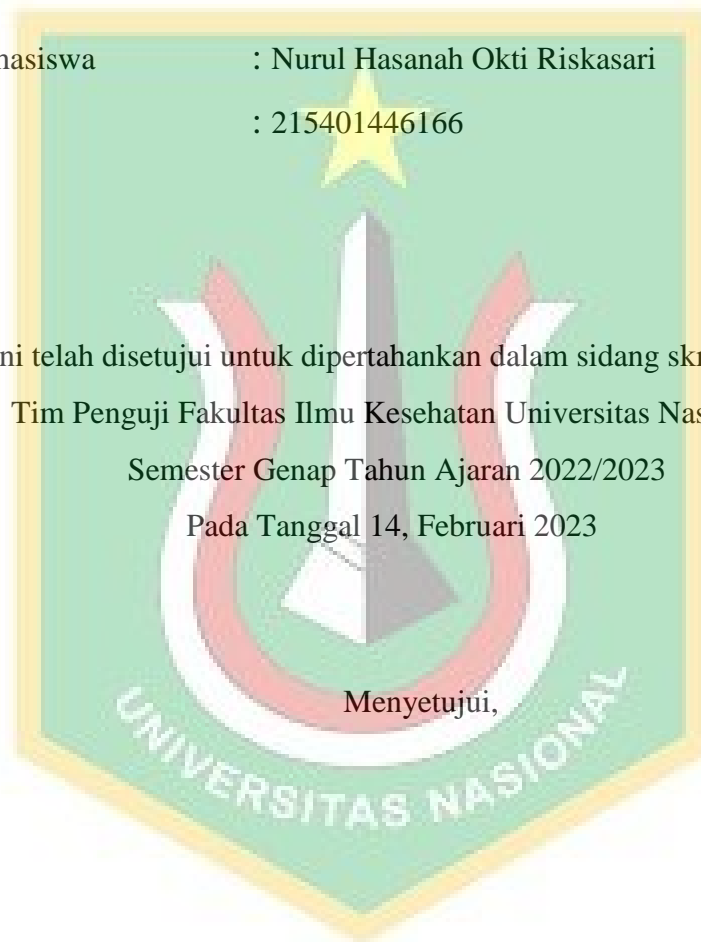 hasiswa : Nurul Hasanah Okti Riskasari
: 215401446166
ni telah disetujui untuk dipertahankan dalam sidang skr
Tim Penguji Fakultas Ilmu Kesehatan Universitas Nas
Semester Genap Tahun Ajaran 2022/2023
Pada Tanggal 14, Februari 2023
Menyetujui,
UNIVERSITAS NASIONAL